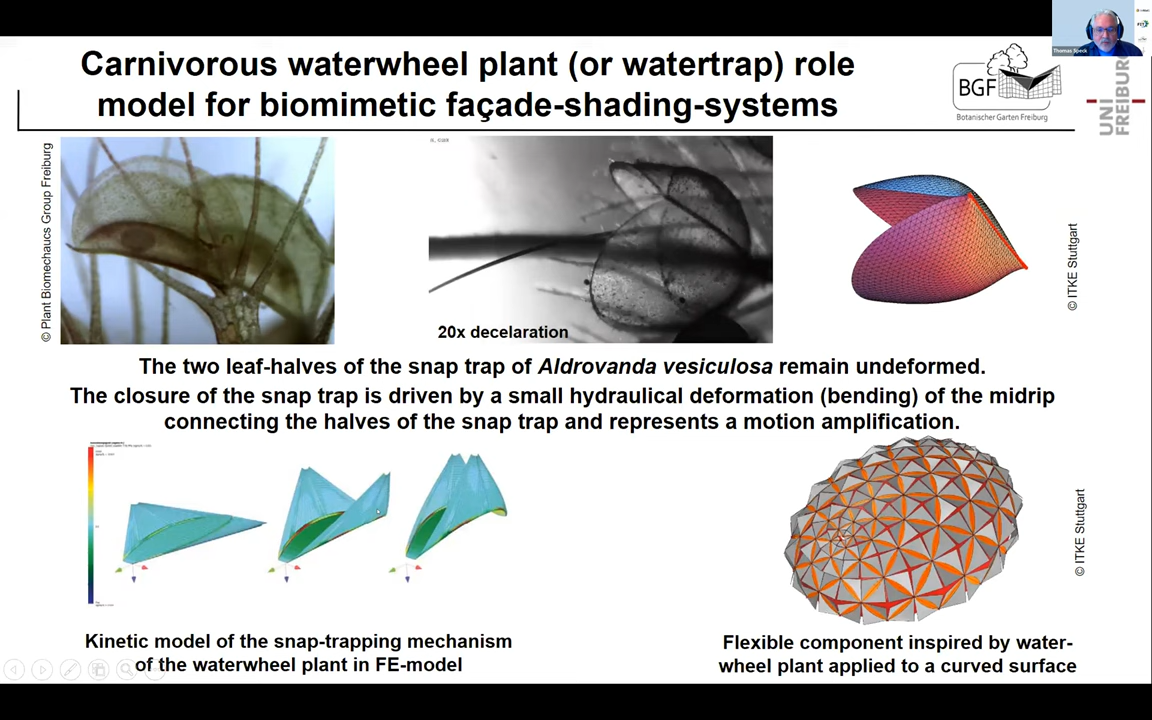 Thomas Speck
Carnivorous waterwheel plant (or watertrap) role
model for biomimetic façade-shading-systems
BGF
Botanischer Garten Freiburg
UNI
FREIBURG
© Plant Biomechaucs Group Freiburg
20x decelaration
© ITKE Stuttgart
The two leaf-halves of the snap trap of Aldrovanda vesiculosa remain undeformed.
The closure of the snap trap is driven by a small hydraulical deformation (bending) of the midrip
connecting the halves of the snap trap and represents a motion amplification.
© ITKE Stuttgart
Kinetic model of the snap-trapping mechanism
of the waterwheel plant in FE-model
Flexible component inspired by water-
wheel plant applied to a curved surface